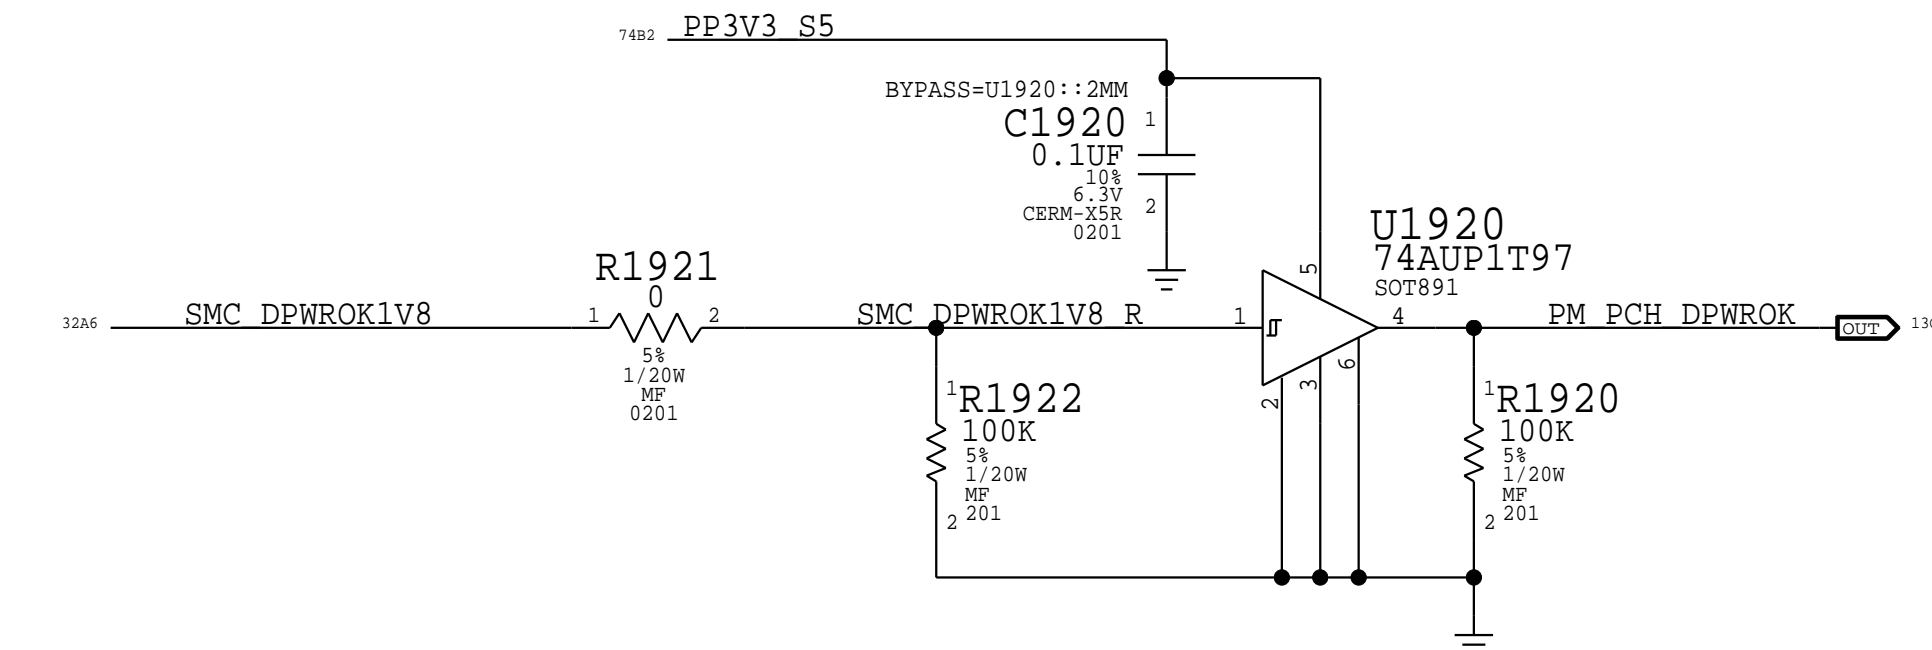 74B2 PP3V3_S5
BYPASS=U1920::2MM
C1920
1
0.1UF
10%
6.3V
CERM-X5R
0201
2
U1920
74AUP1T97
SOT891
5
R1921
0
32A6 SMC_DPWROK1V8
1
2
5%
1/20W
MF
0201
SMC_DPWROK1V8_R
1
4
PM_PCH_DPWROK
OUT
2
3
6
1
R1922
100K
5%
1/20W
MF
201
2
1
R1920
100K
5%
1/20W
MF
201
2